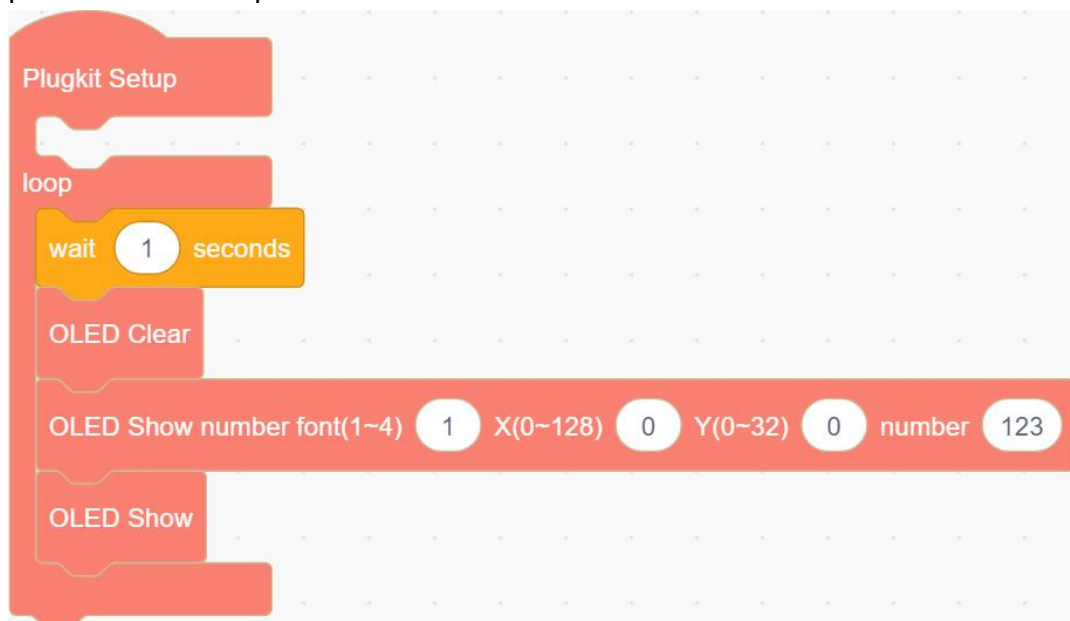 Plugkit Setup
loop
wait 1 seconds
OLED Clear
OLED Show number font(1~4) 1 X(0~128) 0 Y(0~32) 0 number 123
OLED Show